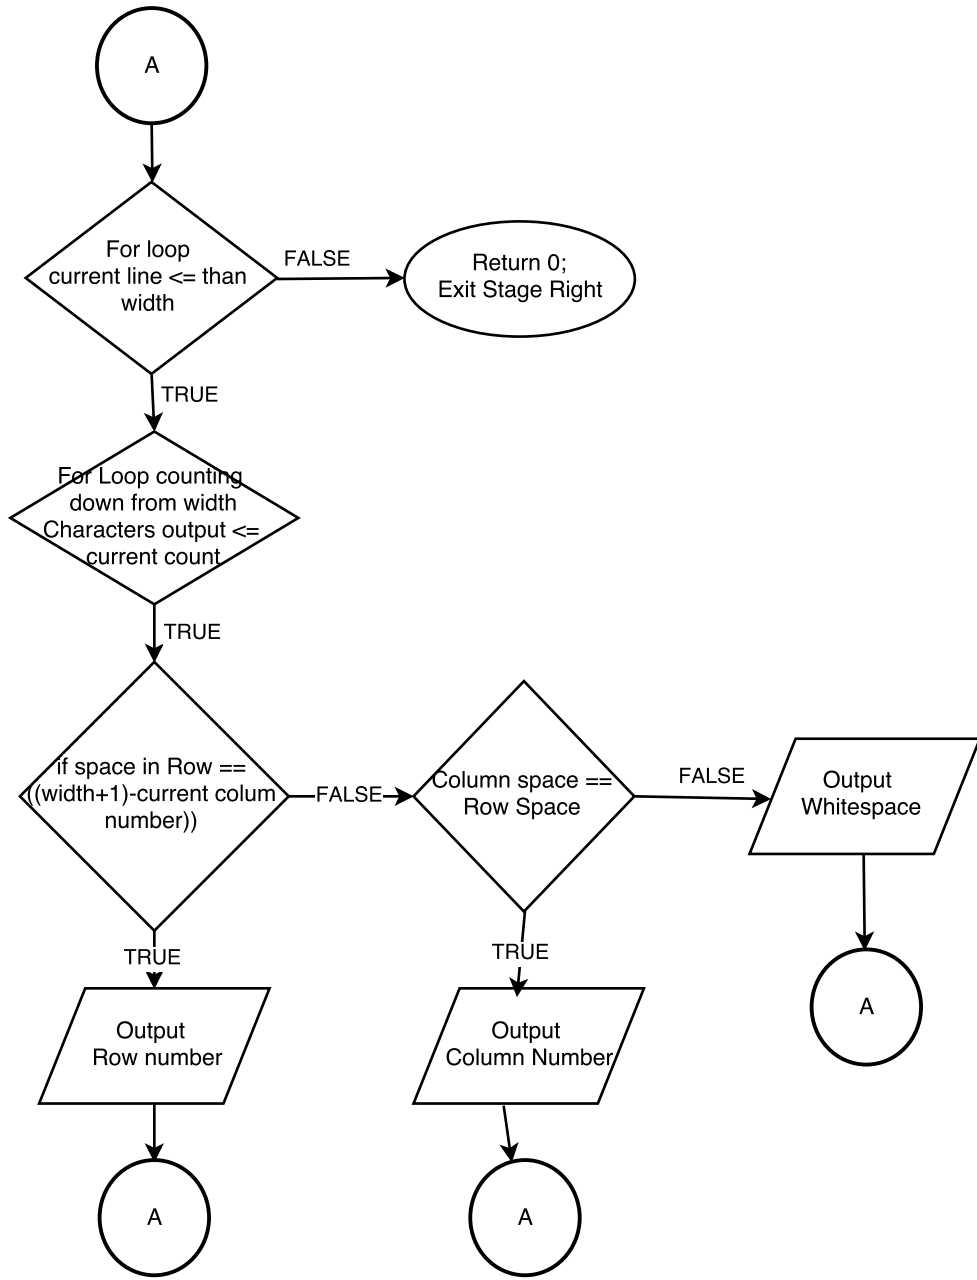 A
For loop
current line <= than
width
FALSE
Return 0;
Exit Stage Right
TRUE
For Loop counting
down from width
Characters output <=
current count
TRUE
if space in Row ==
((width+1)-current colum
number))
FALSE
Column space ==
Row Space
FALSE
Output
Whitespace
TRUE
TRUE
Output
Row number
Output
Column Number
A
A
A